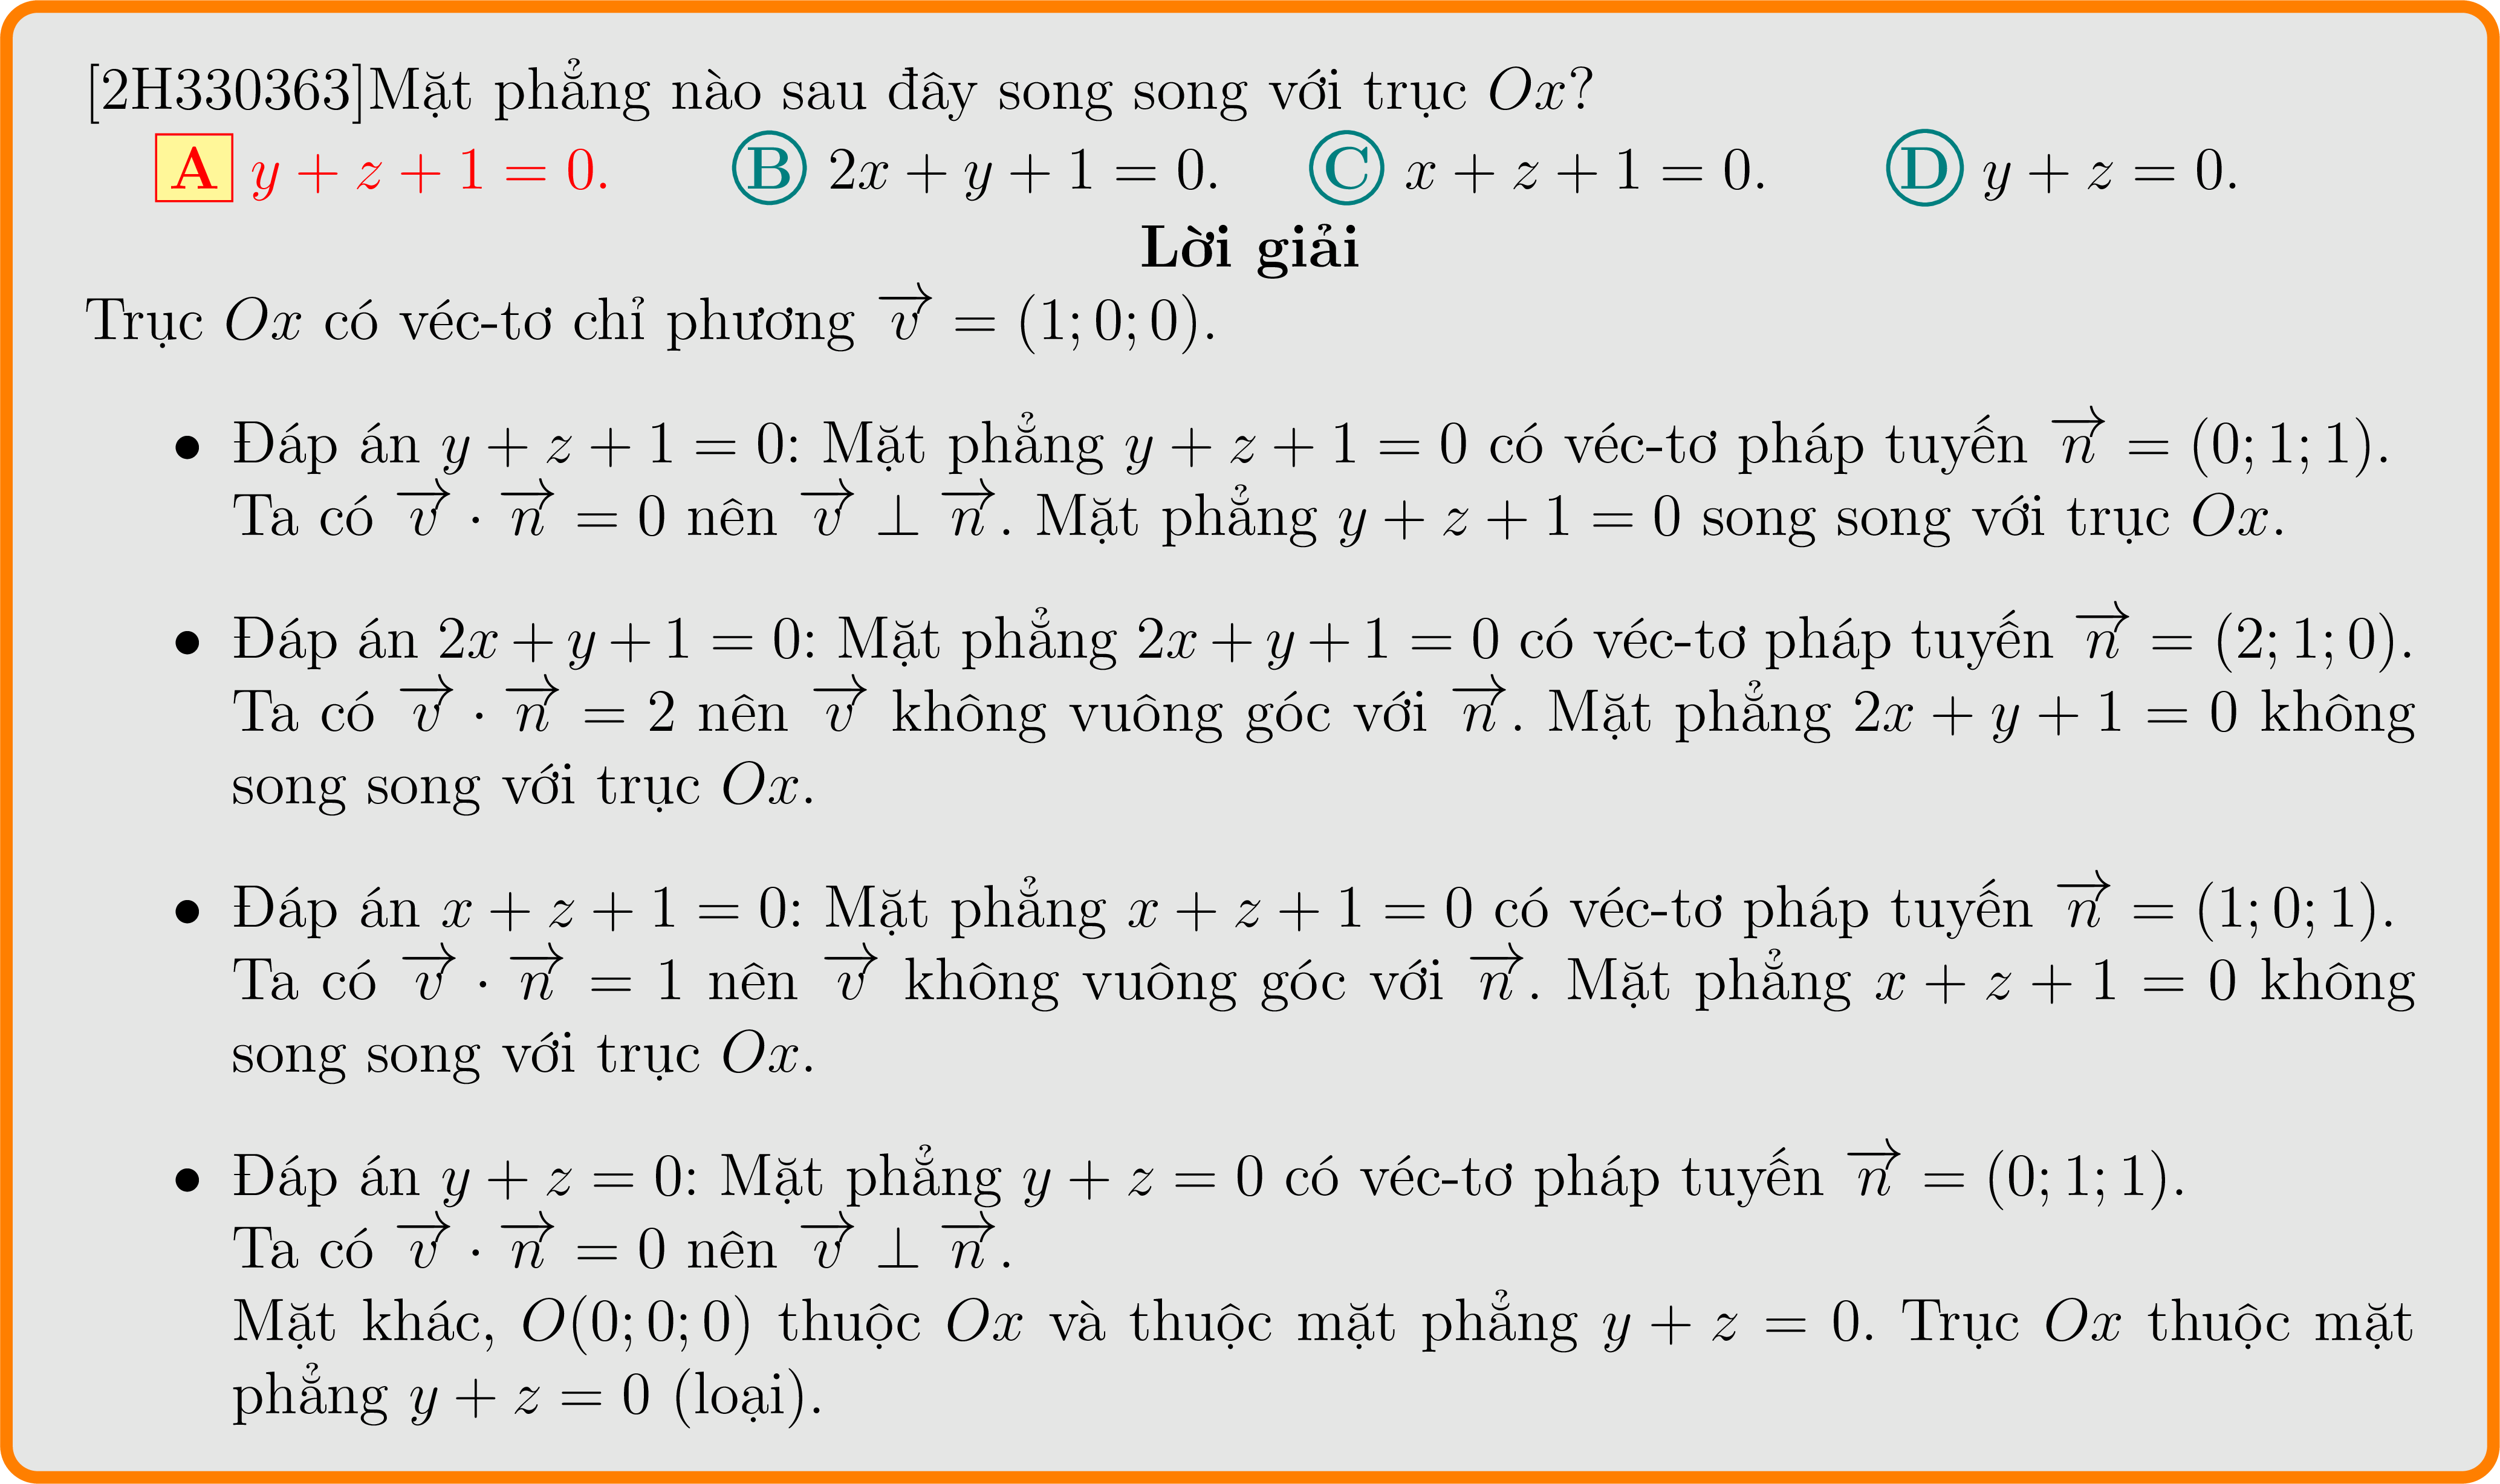 [2H330363]Mặt phẳng nào sau đây song song với trục Ox?
A y + z + 1 = 0. B 2x + y + 1 = 0. C x + z + 1 = 0. D y + z = 0.
Lời giải
Trục Ox có véc-tơ chỉ phương $\overrightarrow{v}$ = (1; 0; 0).
• Đáp án y + z + 1 = 0: Mặt phẳng y + z + 1 = 0 có véc-tơ pháp tuyến $\overrightarrow{n}$ = (0; 1; 1).
Ta có $\overrightarrow{v}$ · $\overrightarrow{n}$ = 0 nên $\overrightarrow{v}$ ⊥ $\overrightarrow{n}$. Mặt phẳng y + z + 1 = 0 song song với trục Ox.
• Đáp án 2x + y + 1 = 0: Mặt phẳng 2x + y + 1 = 0 có véc-tơ pháp tuyến $\overrightarrow{n}$ = (2; 1; 0).
Ta có $\overrightarrow{v}$ · $\overrightarrow{n}$ = 2 nên $\overrightarrow{v}$ không vuông góc với $\overrightarrow{n}$. Mặt phẳng 2x + y + 1 = 0 không
song song với trục Ox.
• Đáp án x + z + 1 = 0: Mặt phẳng x + z + 1 = 0 có véc-tơ pháp tuyến $\overrightarrow{n}$ = (1; 0; 1).
Ta có $\overrightarrow{v}$ · $\overrightarrow{n}$ = 1 nên $\overrightarrow{v}$ không vuông góc với $\overrightarrow{n}$. Mặt phẳng x + z + 1 = 0 không
song song với trục Ox.
• Đáp án y + z = 0: Mặt phẳng y + z = 0 có véc-tơ pháp tuyến $\overrightarrow{n}$ = (0; 1; 1).
Ta có $\overrightarrow{v}$ · $\overrightarrow{n}$ = 0 nên $\overrightarrow{v}$ ⊥ $\overrightarrow{n}$.
Mặt khác, O(0; 0; 0) thuộc Ox và thuộc mặt phẳng y + z = 0. Trục Ox thuộc mặt
phẳng y + z = 0 (loại).